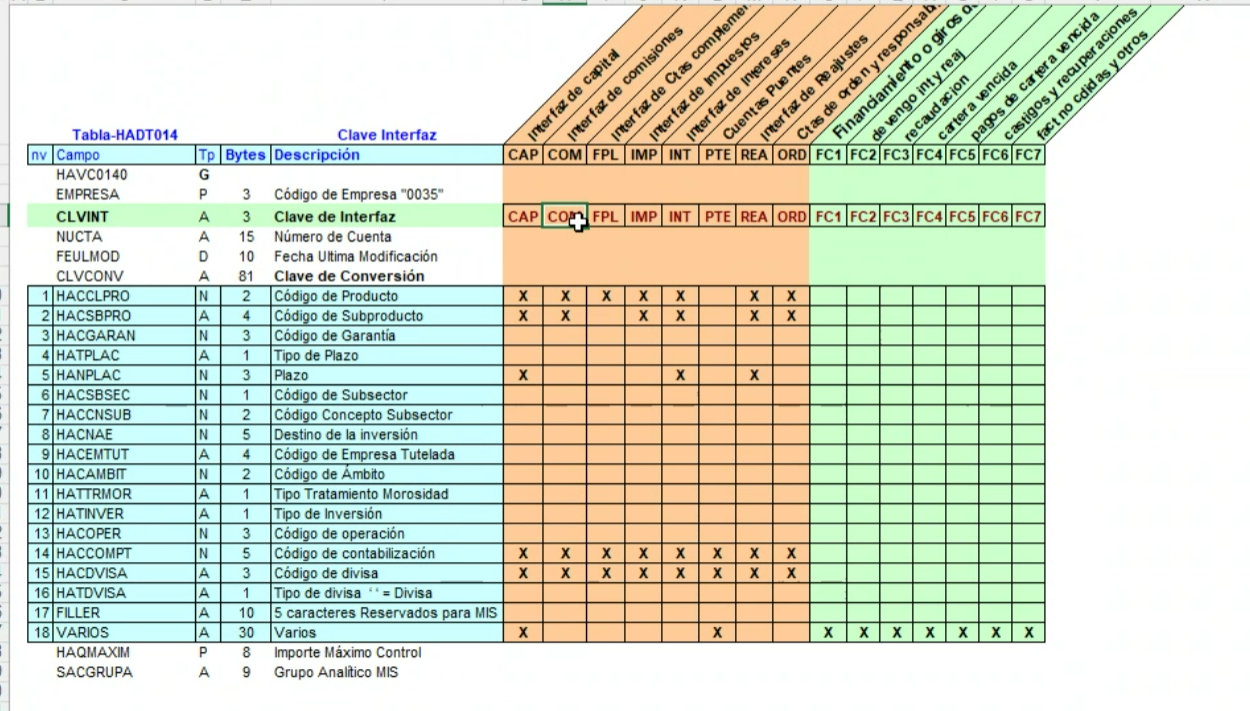 Interfaz de capital
Interfaz de comisiones
Interfaz de Ctas compleme
Interfaz de Impuestos
Interfaz de Intereses
Cuentas Puentes
Interfaz de Reajustes
Ctas de orden y responsab
Financiamiento o giros d
devengo int y reaj
recaudacion
cartera vencida
pagos de cartera vencida
castigos y recuperaciones
fact no cdidas y otros
Tabla-HADT014 Clave Interfaz
nv Campo Tp Bytes Descripción CAP COM FPL IMP INT PTE REA ORD FC1 FC2 FC3 FC4 FC5 FC6 FC7
HAVC0140 G
EMPRESA P 3 Código de Empresa "0035"
CLVINT A 3 Clave de Interfaz CAP COM FPL IMP INT PTE REA ORD FC1 FC2 FC3 FC4 FC5 FC6 FC7
NUCTA A 15 Número de Cuenta
FEULMOD D 10 Fecha Ultima Modificación
CLVCONV A 81 Clave de Conversión
1 HACCLPRO N 2 Código de Producto X X X X X X X
2 HACSBPRO A 4 Código de Subproducto X X X X X X
3 HACGARAN N 3 Código de Garantía
4 HATPLAC A 1 Tipo de Plazo
5 HANPLAC N 3 Plazo X X X
6 HACSBSEC N 1 Código de Subsector
7 HACCNSUB N 2 Código Concepto Subsector
8 HACNAE N 5 Destino de la inversión
9 HACEMTUT A 4 Código de Empresa Tutelada
10 HACAMBIT N 2 Código de Ámbito
11 HATTRMOR A 1 Tipo Tratamiento Morosidad
12 HATINVER A 1 Tipo de Inversión
13 HACOPER N 3 Código de operación
14 HACCOMPT N 5 Código de contabilización X X X X X X X X
15 HACDVISA A 3 Código de divisa X X X X X X X X
16 HATDVISA A 1 Tipo de divisa ' ' = Divisa
17 FILLER A 10 5 caracteres Reservados para MIS
18 VARIOS A 30 Varios X X X X X X X X X
HAQMAXIM P 8 Importe Máximo Control
SACGRUPA A 9 Grupo Analítico MIS